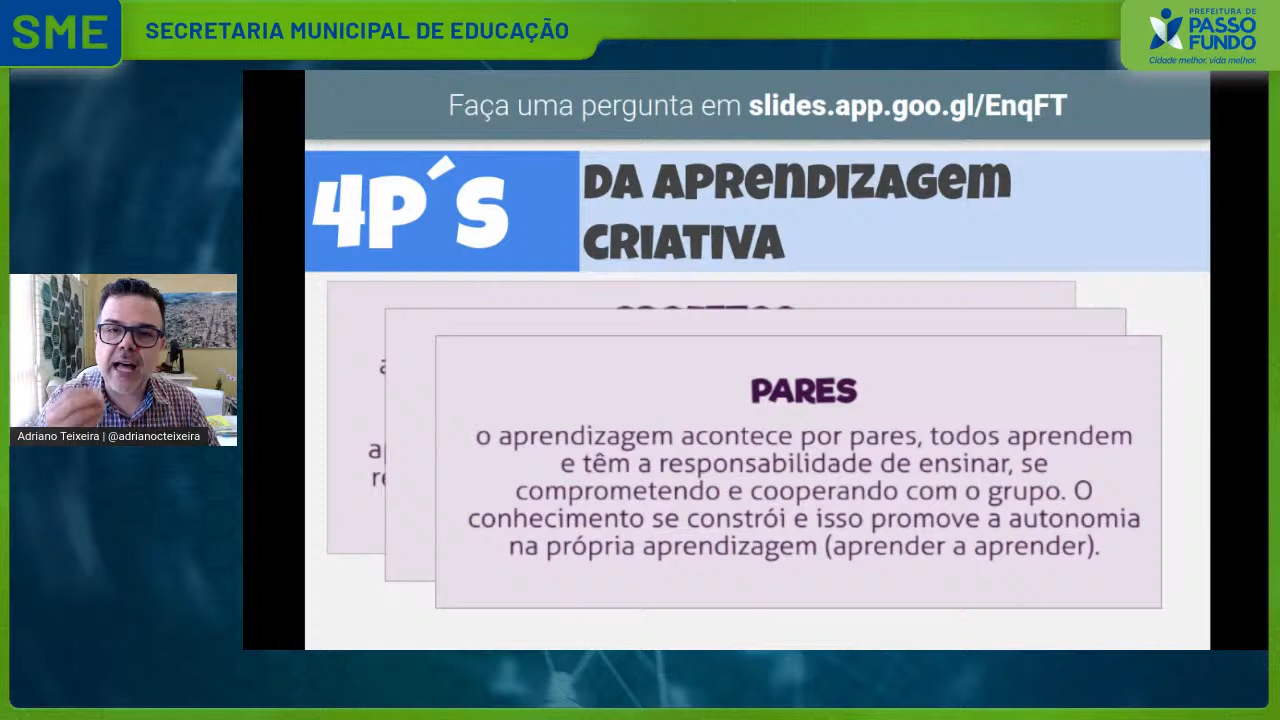 SME
SECRETARIA MUNICIPAL DE EDUCAÇÃO
PREFEITURA DE
PASSO
FUNDO
Cidade melhor, vida melhor.
Faça uma pergunta em slides.app.goo.gl/EnqFT
4P´s
DA APRENDIZAGEM
CRIATIVA
PARES
o aprendizagem acontece por pares, todos aprendem
e têm a responsabilidade de ensinar, se
comprometendo e cooperando com o grupo. O
conhecimento se constrói e isso promove a autonomia
na própria aprendizagem (aprender a aprender).
Adriano Teixeira | @adrianocteixeira